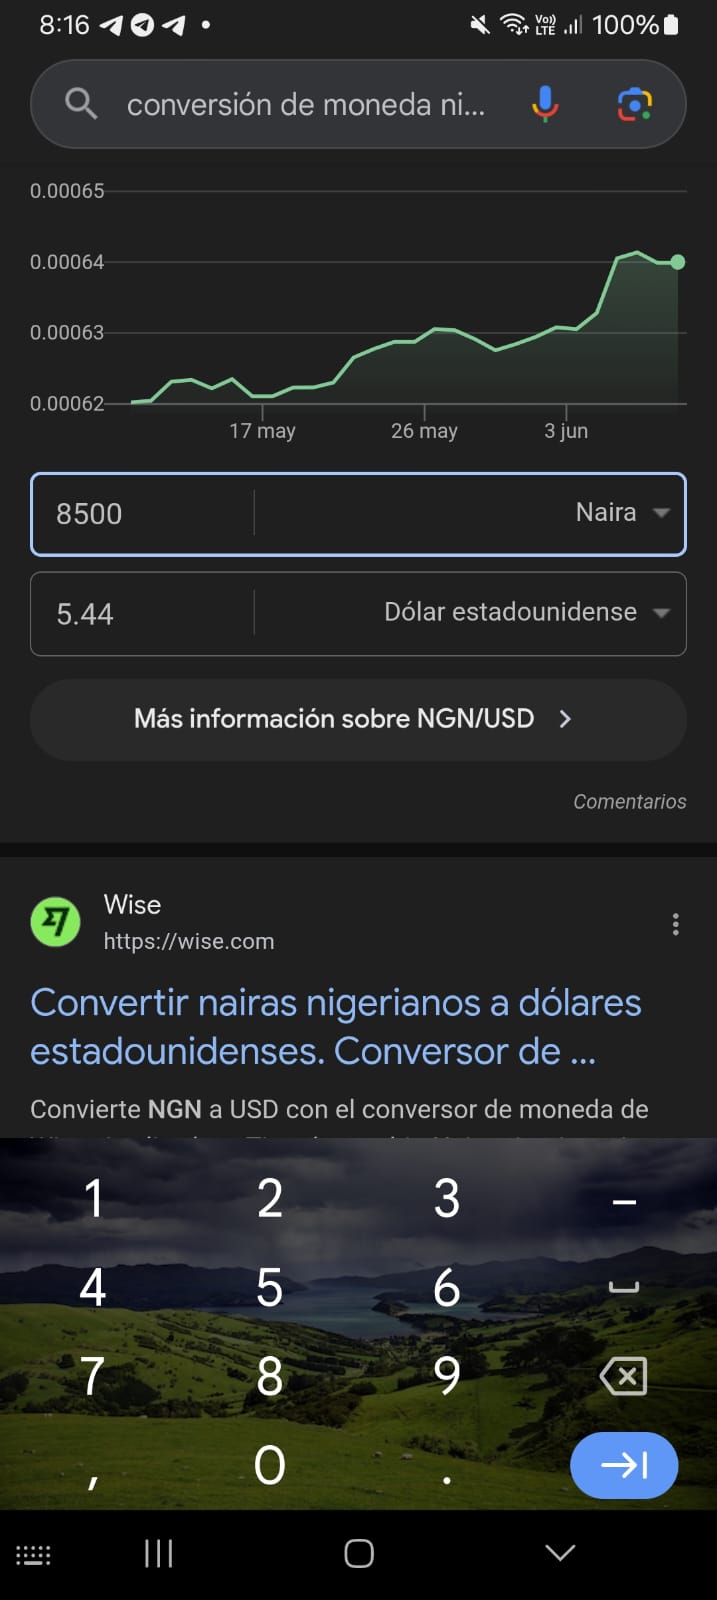 8:16
Vo)) LTE 100%
conversión de moneda ni...
0.00065
0.00064
0.00063
0.00062
17 may 26 may 3 jun
8500 Naira
5.44 Dólar estadounidense
Más información sobre NGN/USD
Comentarios
Wise
https://wise.com
Convertir nairas nigerianos a dólares
estadounidenses. Conversor de ...
Convierte NGN a USD con el conversor de moneda de
1 2 3 –
4 5 6
7 8 9
, 0 .